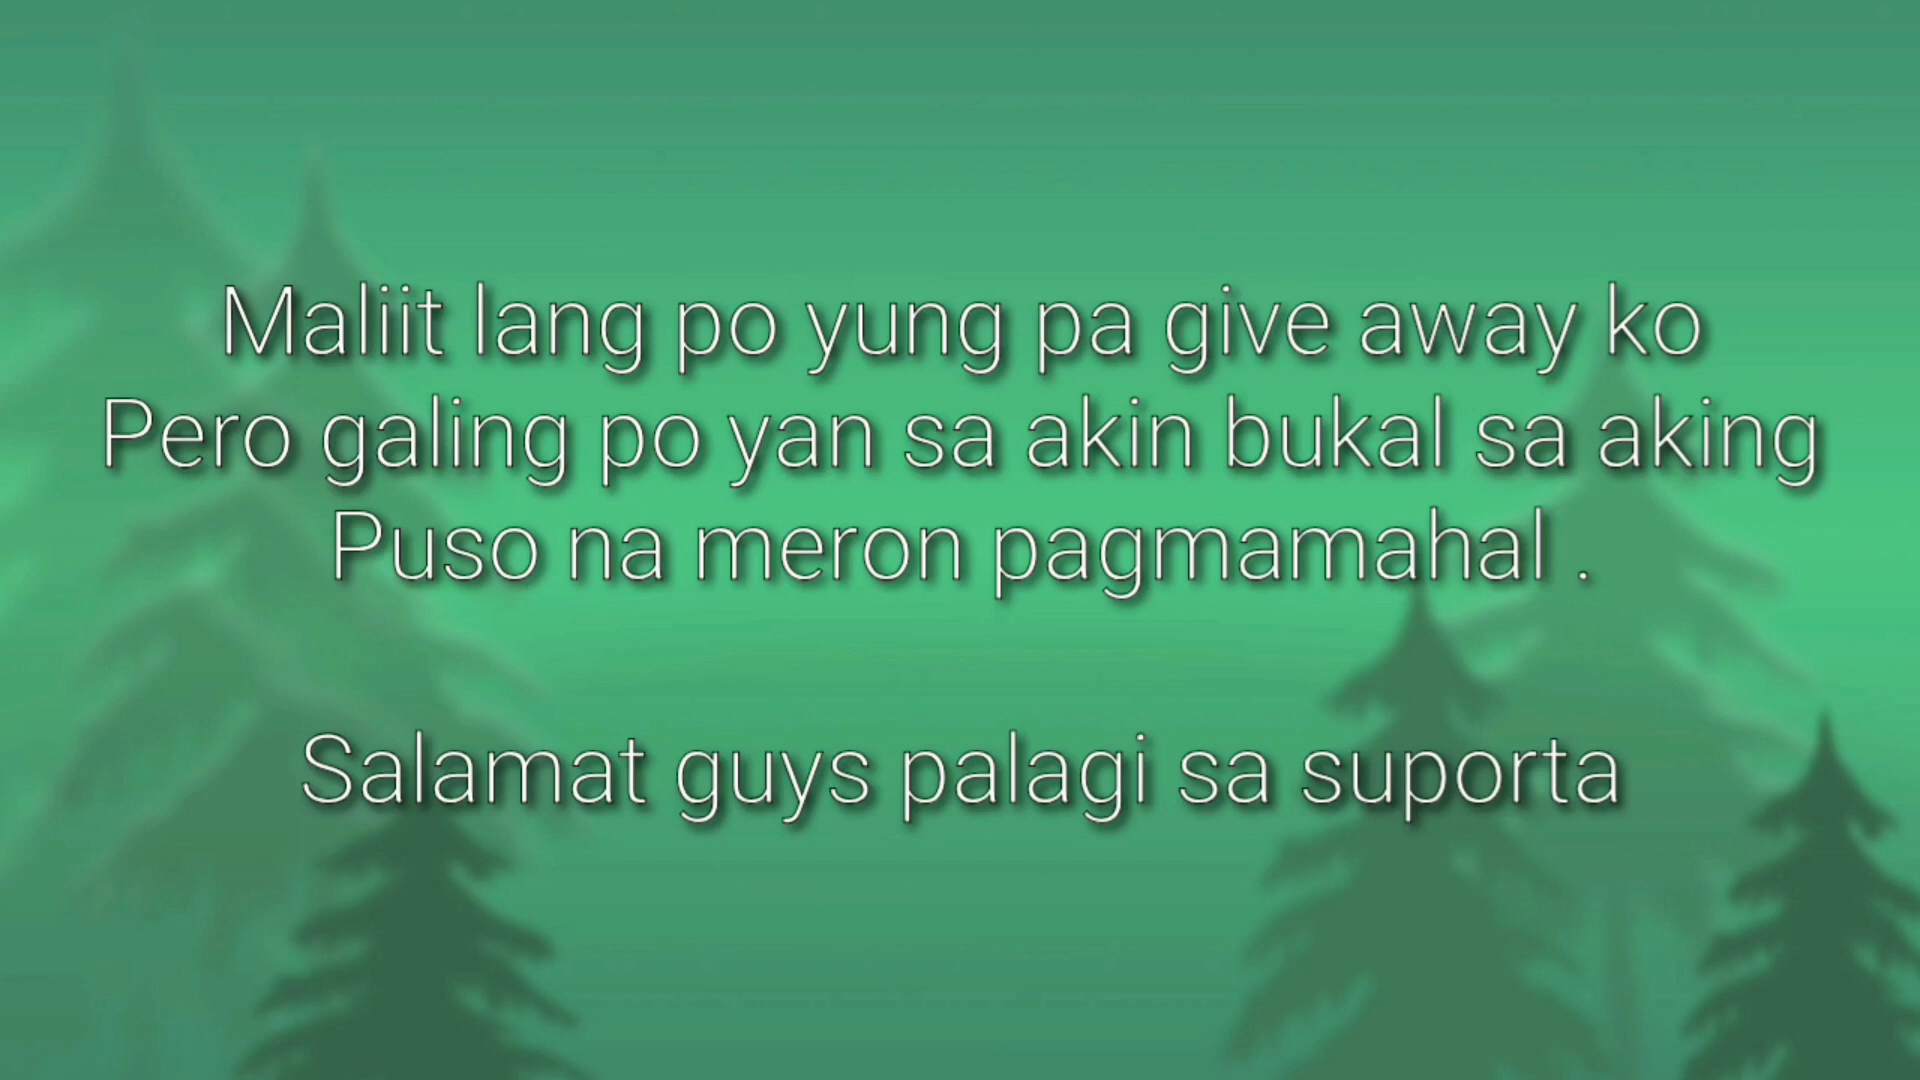 Maliit lang po yung pa give away ko
Pero galing po yan sa akin bukal sa aking
Puso na meron pagmamahal .
Salamat guys palagi sa suporta